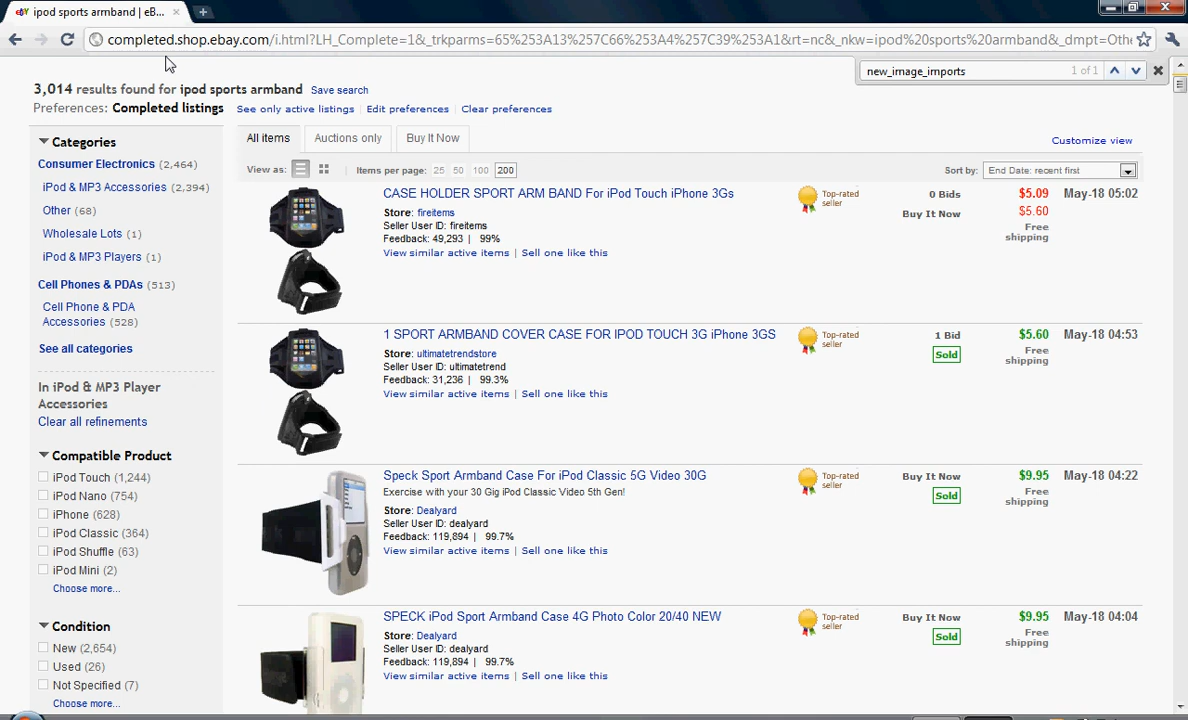 ipod sports armband | eB...
completed.shop.ebay.com/i.html?LH_Complete=1&_trkparms=65%253A13%257C66%253A4%257C39%253A1&rt=nc&_nkw=ipod%20sports%20armband&_dmpt=Othe
new_image_imports 1 of 1
3,014 results found for ipod sports armband Save search
Preferences: Completed listings See only active listings | Edit preferences | Clear preferences
Categories
Consumer Electronics (2,464)
iPod & MP3 Accessories (2,394)
Other (68)
Wholesale Lots (1)
iPod & MP3 Players (1)
Cell Phones & PDAs (513)
Cell Phone & PDA
Accessories (528)
See all categories
In iPod & MP3 Player
Accessories
Clear all refinements
Compatible Product
iPod Touch (1,244)
iPod Nano (754)
iPhone (628)
iPod Classic (364)
iPod Shuffle (63)
iPod Mini (2)
Choose more...
Condition
New (2,654)
Used (26)
Not Specified (7)
Choose more...
All items Auctions only Buy It Now
Customize view
View as: Items per page: 25 50 100 200 Sort by: End Date: recent first
CASE HOLDER SPORT ARM BAND For iPod Touch iPhone 3Gs
Store: fireitems
Seller User ID: fireitems
Feedback: 49,293 | 99%
View similar active items | Sell one like this
Top-rated
seller
0 Bids $5.09 May-18 05:02
Buy It Now $5.60
Free
shipping
1 SPORT ARMBAND COVER CASE FOR IPOD TOUCH 3G iPhone 3GS
Store: ultimatetrendstore
Seller User ID: ultimatetrend
Feedback: 31,236 | 99.3%
View similar active items | Sell one like this
Top-rated
seller
1 Bid $5.60 May-18 04:53
Sold Free
shipping
Speck Sport Armband Case For iPod Classic 5G Video 30G
Exercise with your 30 Gig iPod Classic Video 5th Gen!
Store: Dealyard
Seller User ID: dealyard
Feedback: 119,894 | 99.7%
View similar active items | Sell one like this
Top-rated
seller
Buy It Now $9.95 May-18 04:22
Sold Free
shipping
SPECK iPod Sport Armband Case 4G Photo Color 20/40 NEW
Store: Dealyard
Seller User ID: dealyard
Feedback: 119,894 | 99.7%
View similar active items | Sell one like this
Top-rated
seller
Buy It Now $9.95 May-18 04:04
Sold Free
shipping